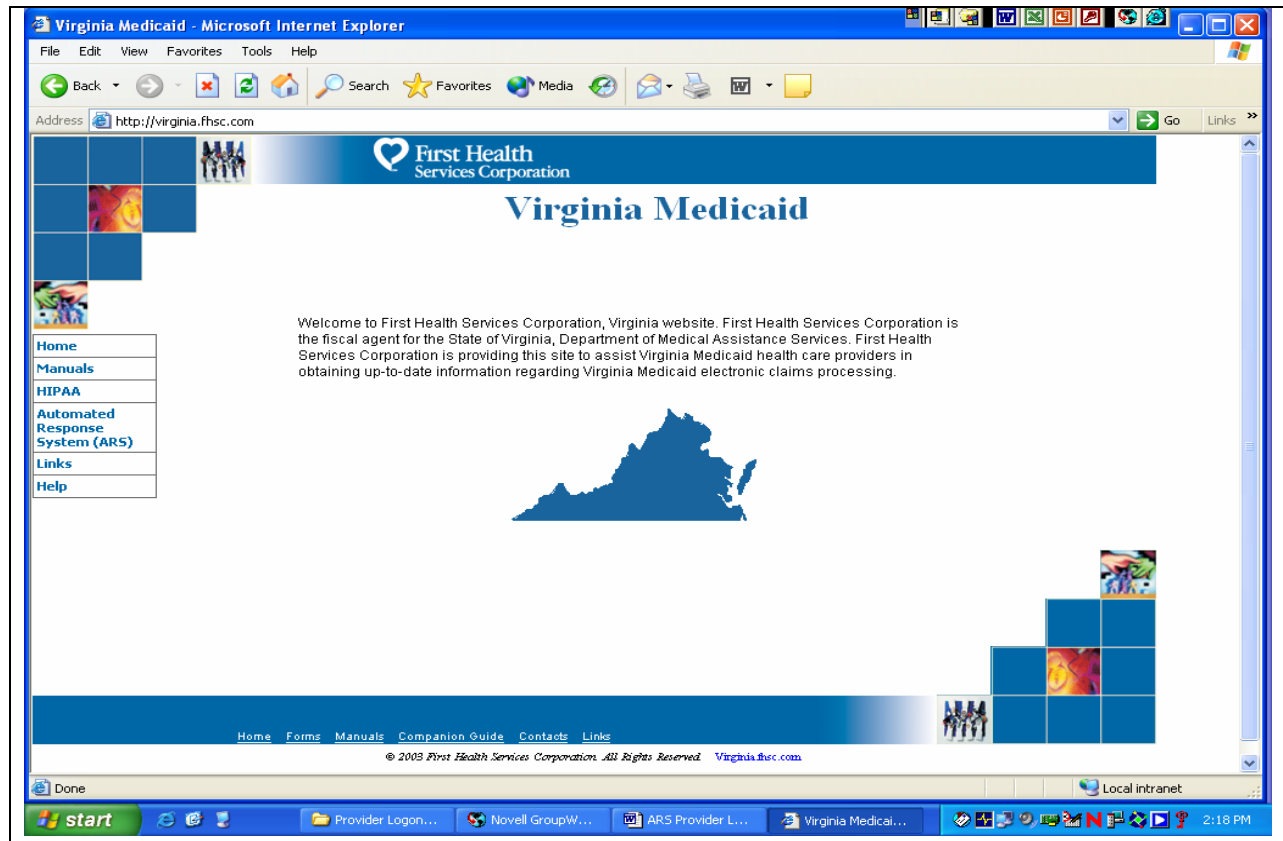 Virginia Medicaid - Microsoft Internet Explorer
File Edit View Favorites Tools Help
Back Search Favorites Media
Address http://virginia.fhsc.com Go Links »
First Health
Services Corporation
Virginia Medicaid
Welcome to First Health Services Corporation, Virginia website. First Health Services Corporation is
the fiscal agent for the State of Virginia, Department of Medical Assistance Services. First Health
Services Corporation is providing this site to assist Virginia Medicaid health care providers in
obtaining up-to-date information regarding Virginia Medicaid electronic claims processing.
Home
Manuals
HIPAA
Automated
Response
System (ARS)
Links
Help
Home Forms Manuals Companion Guide Contacts Links
© 2003 First Health Services Corporation. All Rights Reserved. Virginia.fhsc.com
Done Local intranet
start Provider Logon... Novell GroupW... ARS Provider L... Virginia Medicai... 2:18 PM